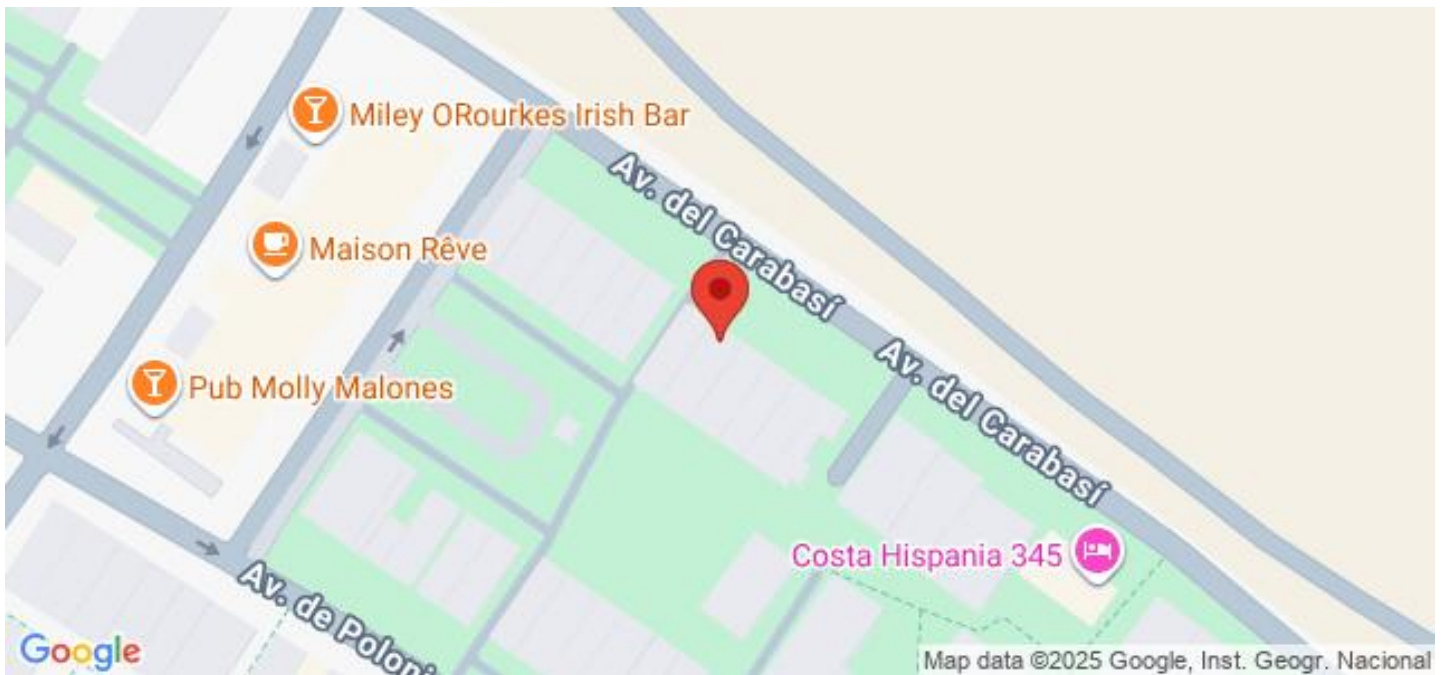 Miley ORourkes Irish Bar
Av. del Carabasí
Maison Rêve
Av. del Carabasí
Pub Molly Malones
Costa Hispania 345
Av. de Poloni
Google
Map data ©2025 Google, Inst. Geogr. Nacional